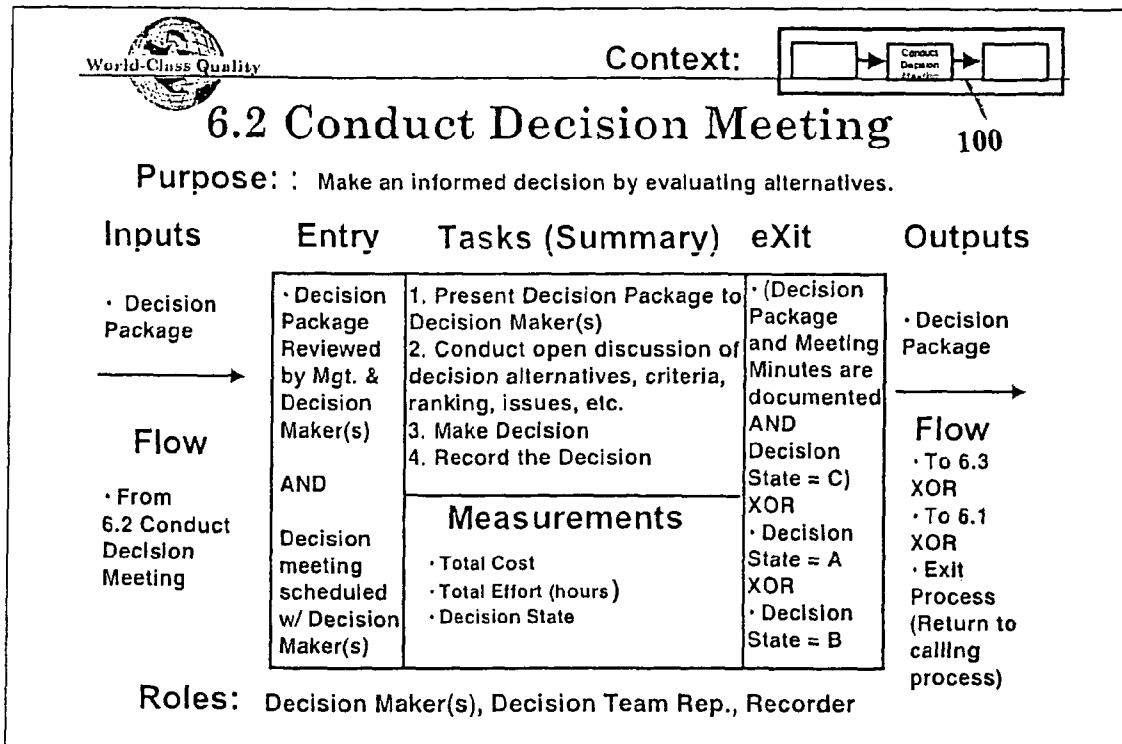 World-Class Quality
Context:
Conduct
Decision
Meeting
100
6.2 Conduct Decision Meeting
Purpose: : Make an informed decision by evaluating alternatives.
Inputs
· Decision
Package
Flow
· From
6.2 Conduct
Decision
Meeting
Entry
· Decision
Package
Reviewed
by Mgt. &
Decision
Maker(s)
AND
Decision
meeting
scheduled
w/ Decision
Maker(s)
Tasks (Summary)
1. Present Decision Package to
Decision Maker(s)
2. Conduct open discussion of
decision alternatives, criteria,
ranking, issues, etc.
3. Make Decision
4. Record the Decision
Measurements
· Total Cost
· Total Effort (hours)
· Decision State
eXit
· (Decision
Package
and Meeting
Minutes are
documented
AND
Decision
State = C)
XOR
· Decision
State = A
XOR
· Decision
State = B
Outputs
· Decision
Package
Flow
· To 6.3
XOR
· To 6.1
XOR
· Exit
Process
(Return to
calling
process)
Roles: Decision Maker(s), Decision Team Rep., Recorder